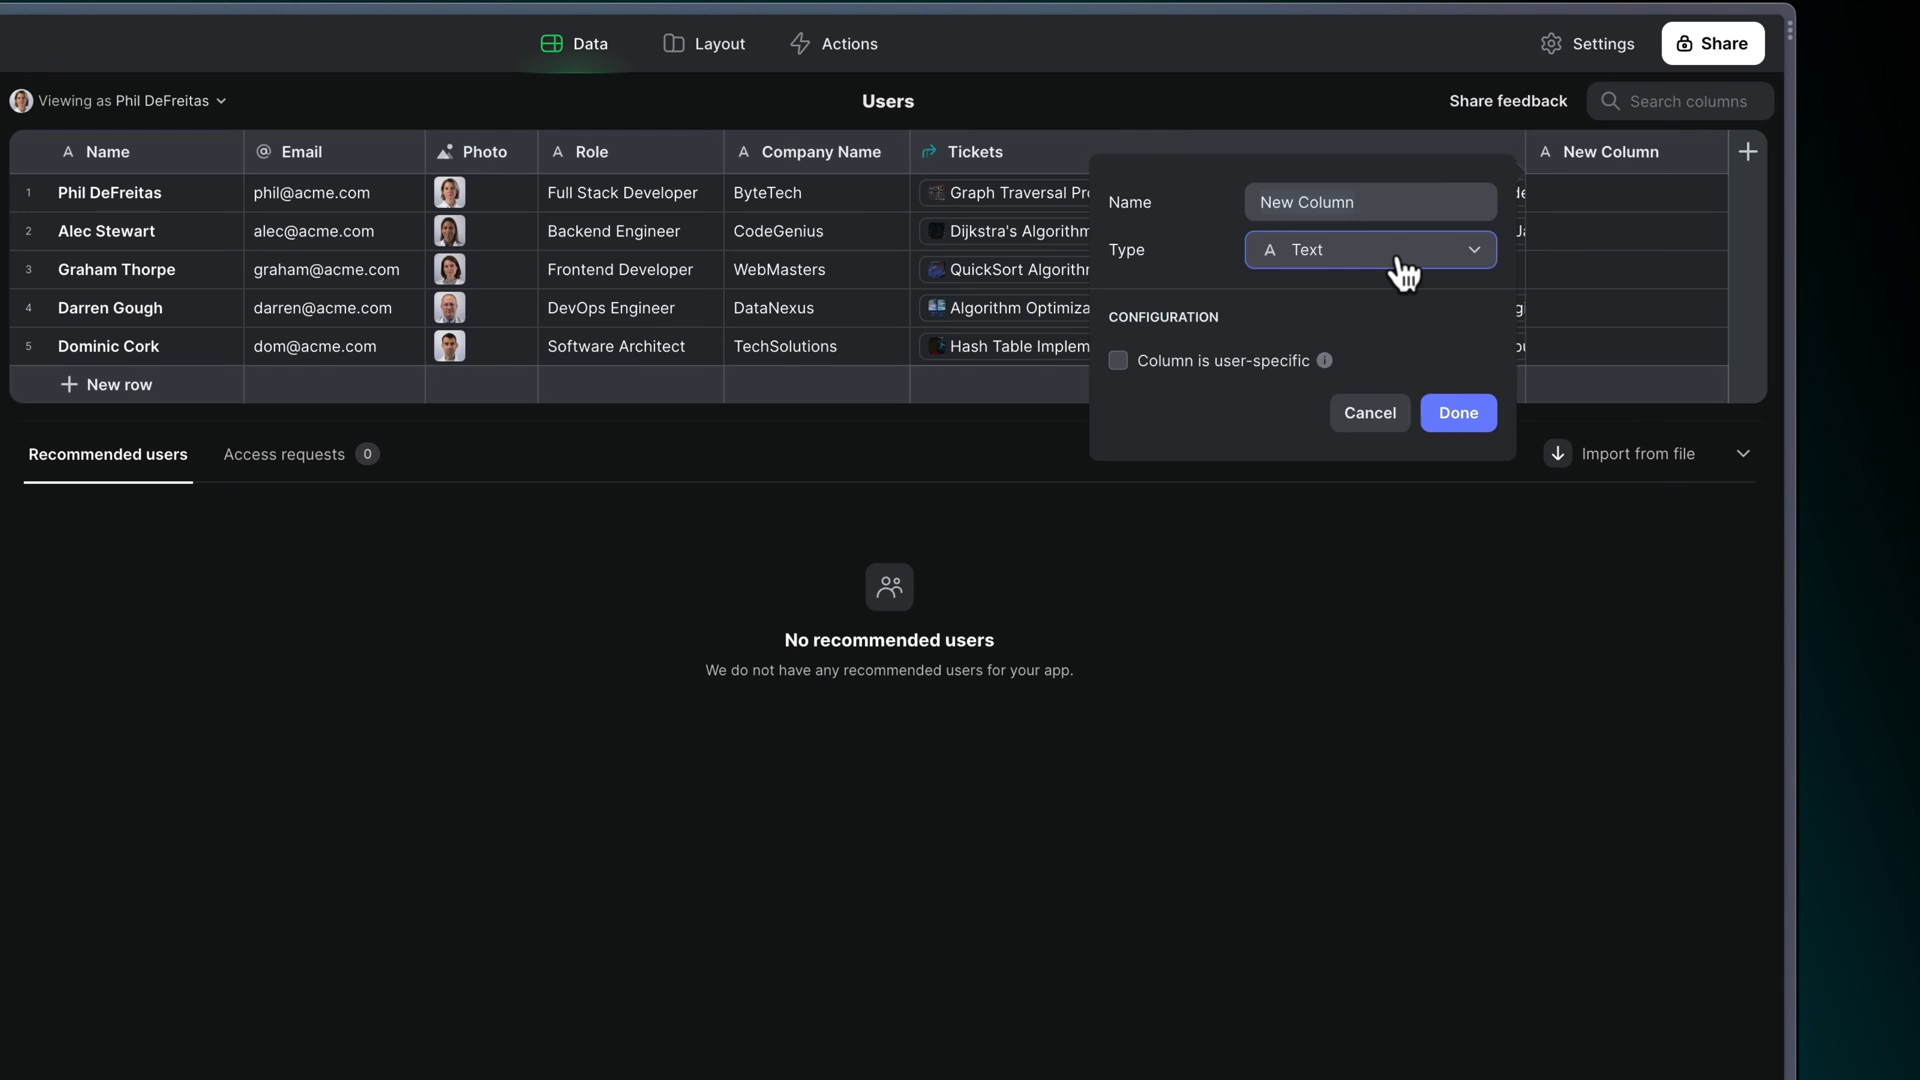 Data Layout Actions Settings Share
Viewing as Phil DeFreitas Users Share feedback Search columns
Name Email Photo Role Company Name Tickets New Column
1 Phil DeFreitas phil@acme.com Full Stack Developer ByteTech Graph Traversal
2 Alec Stewart alec@acme.com Backend Engineer CodeGenius Dijkstra's Algorithm
3 Graham Thorpe graham@acme.com Frontend Developer WebMasters QuickSort
4 Darren Gough darren@acme.com DevOps Engineer DataNexus Algorithm
5 Dominic Cork dom@acme.com Software Architect TechSolutions Hash Table
New row
Name New Column
Type A Text
CONFIGURATION
Column is user-specific
Cancel Done
Recommended users Access requests 0 Import from file
No recommended users
We do not have any recommended users for your app.